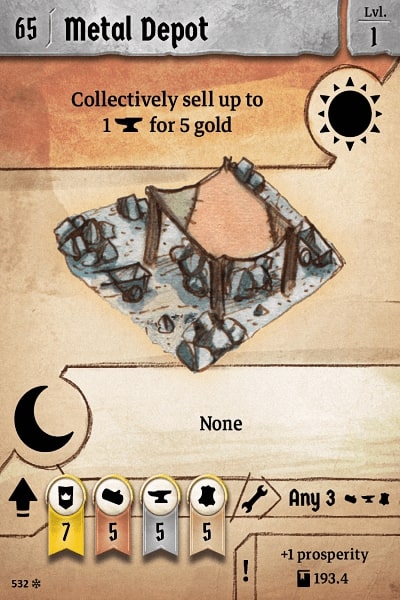 65 Metal Depot
Lvl.
1
Collectively sell up to
1 for 5 gold
None
7 5 5 5
Any 3
+1 prosperity
! 193.4
532